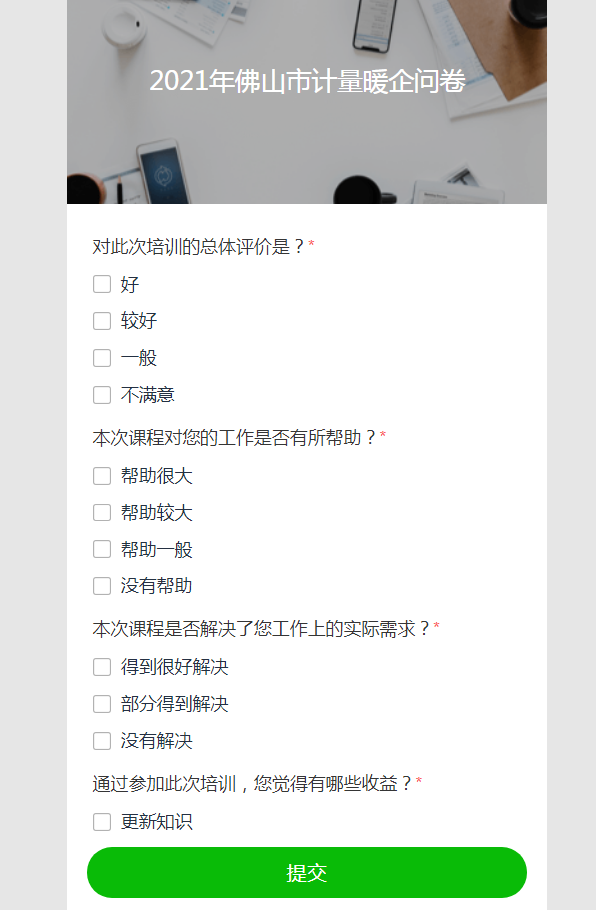 2021年佛山市计量暖企问卷
对此次培训的总体评价是？*
好
较好
一般
不满意
本次课程对您的工作是否有所帮助？*
帮助很大
帮助较大
帮助一般
没有帮助
本次课程是否解决了您工作上的实际需求？*
得到很好解决
部分得到解决
没有解决
通过参加此次培训，您觉得有哪些收益？*
更新知识
提交